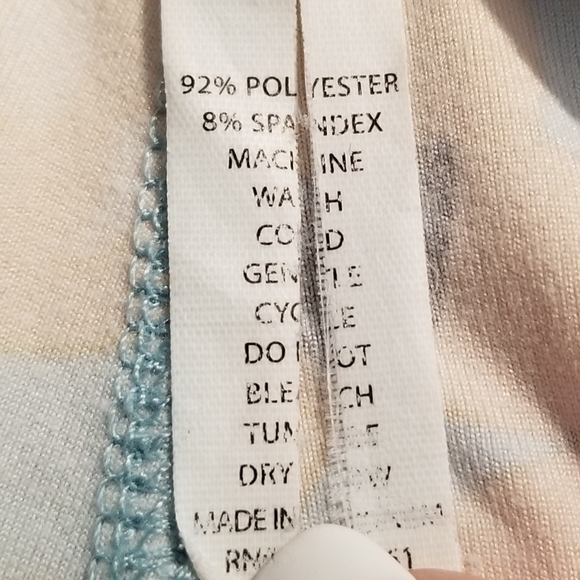 92% POLYESTER
8% SPANDEX
MACHINE
WASH
COLD
GENTLE
CYCLE
DO NOT
BLEACH
TUMBLE
DRY LOW
MADE IN